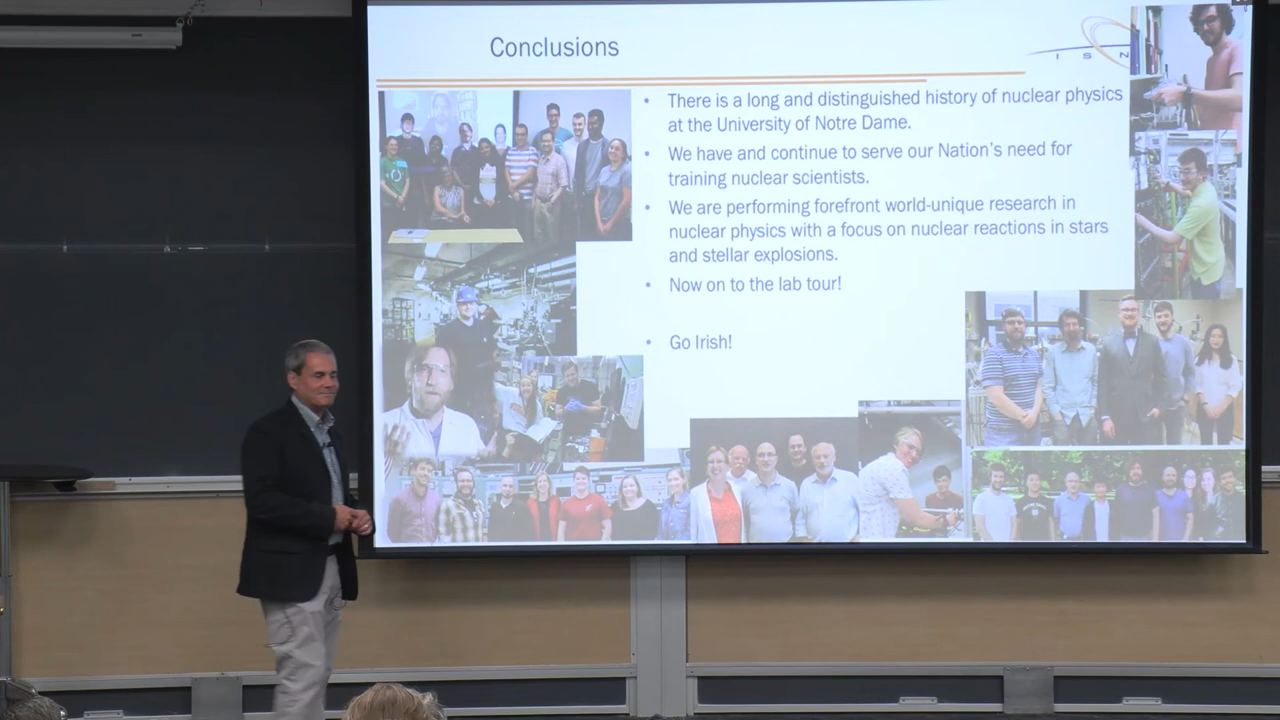 Conclusions
I S N
• There is a long and distinguished history of nuclear physics
at the University of Notre Dame.
• We have and continue to serve our Nation's need for
training nuclear scientists.
• We are performing forefront world-unique research in
nuclear physics with a focus on nuclear reactions in stars
and stellar explosions.
• Now on to the lab tour!
• Go Irish!